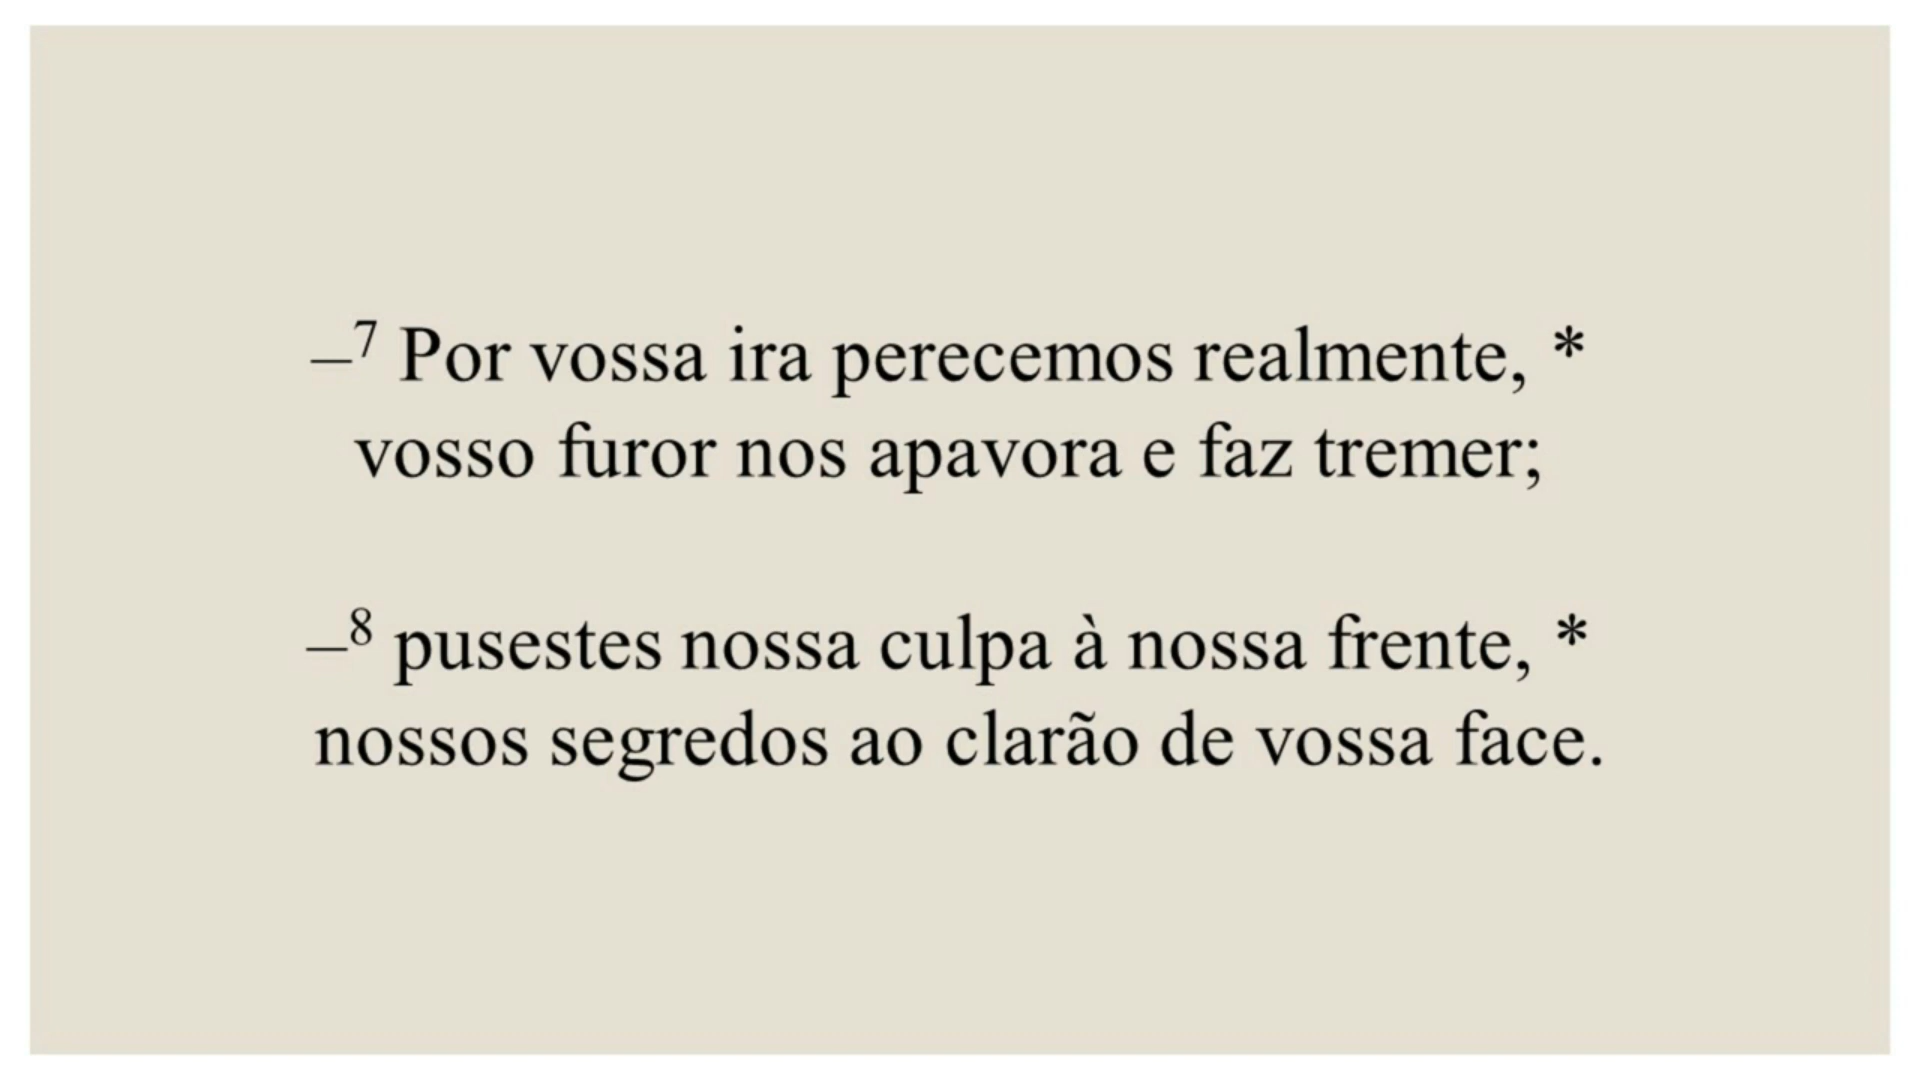 –⁷ Por vossa ira perecemos realmente, *
vosso furor nos apavora e faz tremer;
–⁸ pusestes nossa culpa à nossa frente, *
nossos segredos ao clarão de vossa face.